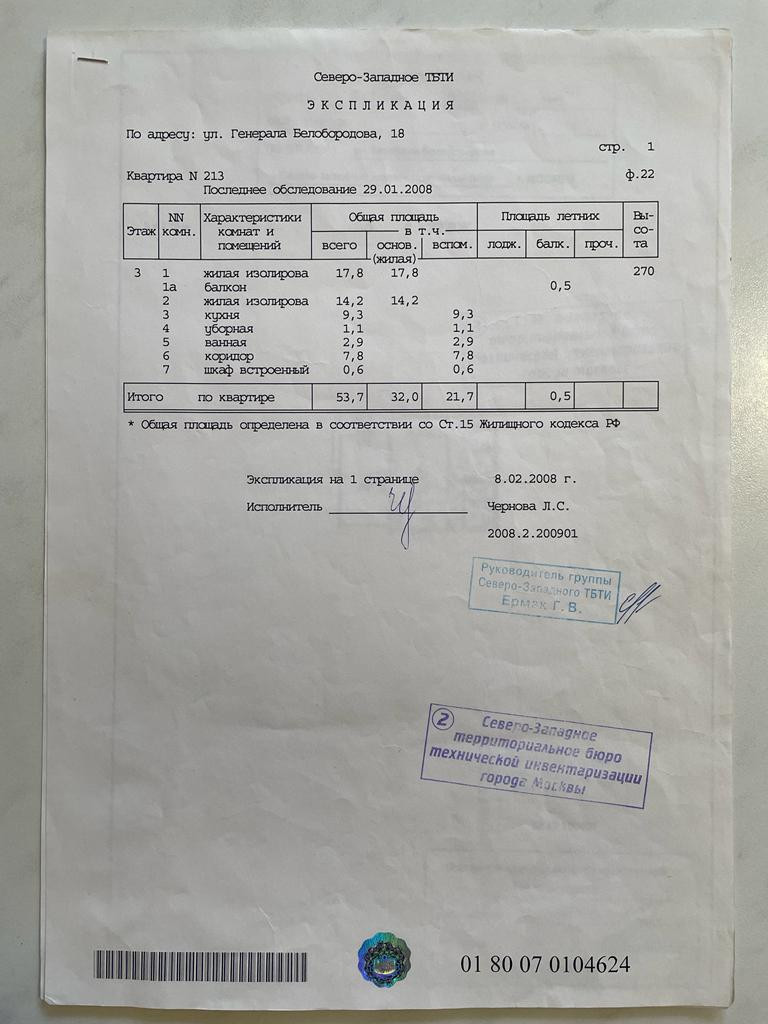 Северо-Западное ТБТИ
ЭКСПЛИКАЦИЯ
По адресу: ул. Генерала Белобородова, 18
стр. 1
Квартира N 213 ф.22
Последнее обследование 29.01.2008
Этаж NN комн. Характеристики комнат и помещений Общая площадь всего в т.ч. основ. (жилая) вспом. Площадь летних лодж. балк. проч. Вы-со-та
3 1 жилая изолирова 17,8 17,8 270
1а балкон 0,5
2 жилая изолирова 14,2 14,2
3 кухня 9,3 9,3
4 уборная 1,1 1,1
5 ванная 2,9 2,9
6 коридор 7,8 7,8
7 шкаф встроенный 0,6 0,6
Итого по квартире 53,7 32,0 21,7 0,5
* Общая площадь определена в соответствии со Ст.15 Жилищного кодекса РФ
Экспликация на 1 странице 8.02.2008 г.
Исполнитель Чернова Л.С.
2008.2.200901
Руководитель группы
Северо-Западного ТБТИ
Ермак Г.В.
2 Северо-Западное
территориальное бюро
технической инвентаризации
города Москвы
01 80 07 0104624